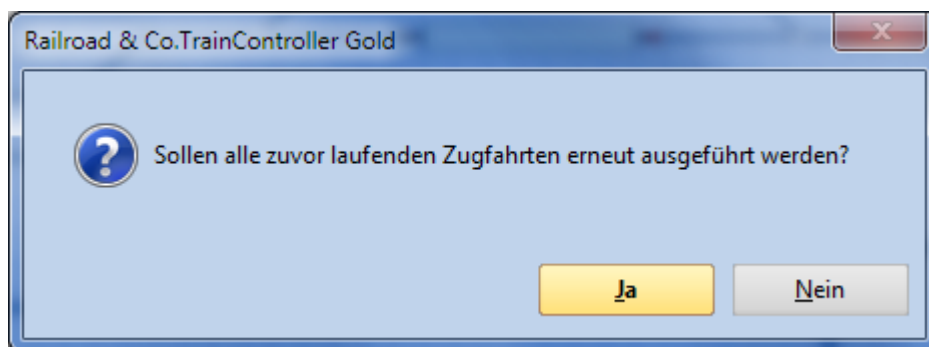 Railroad & Co.TrainController Gold
Sollen alle zuvor laufenden Zugfahrten erneut ausgeführt werden?
Ja
Nein